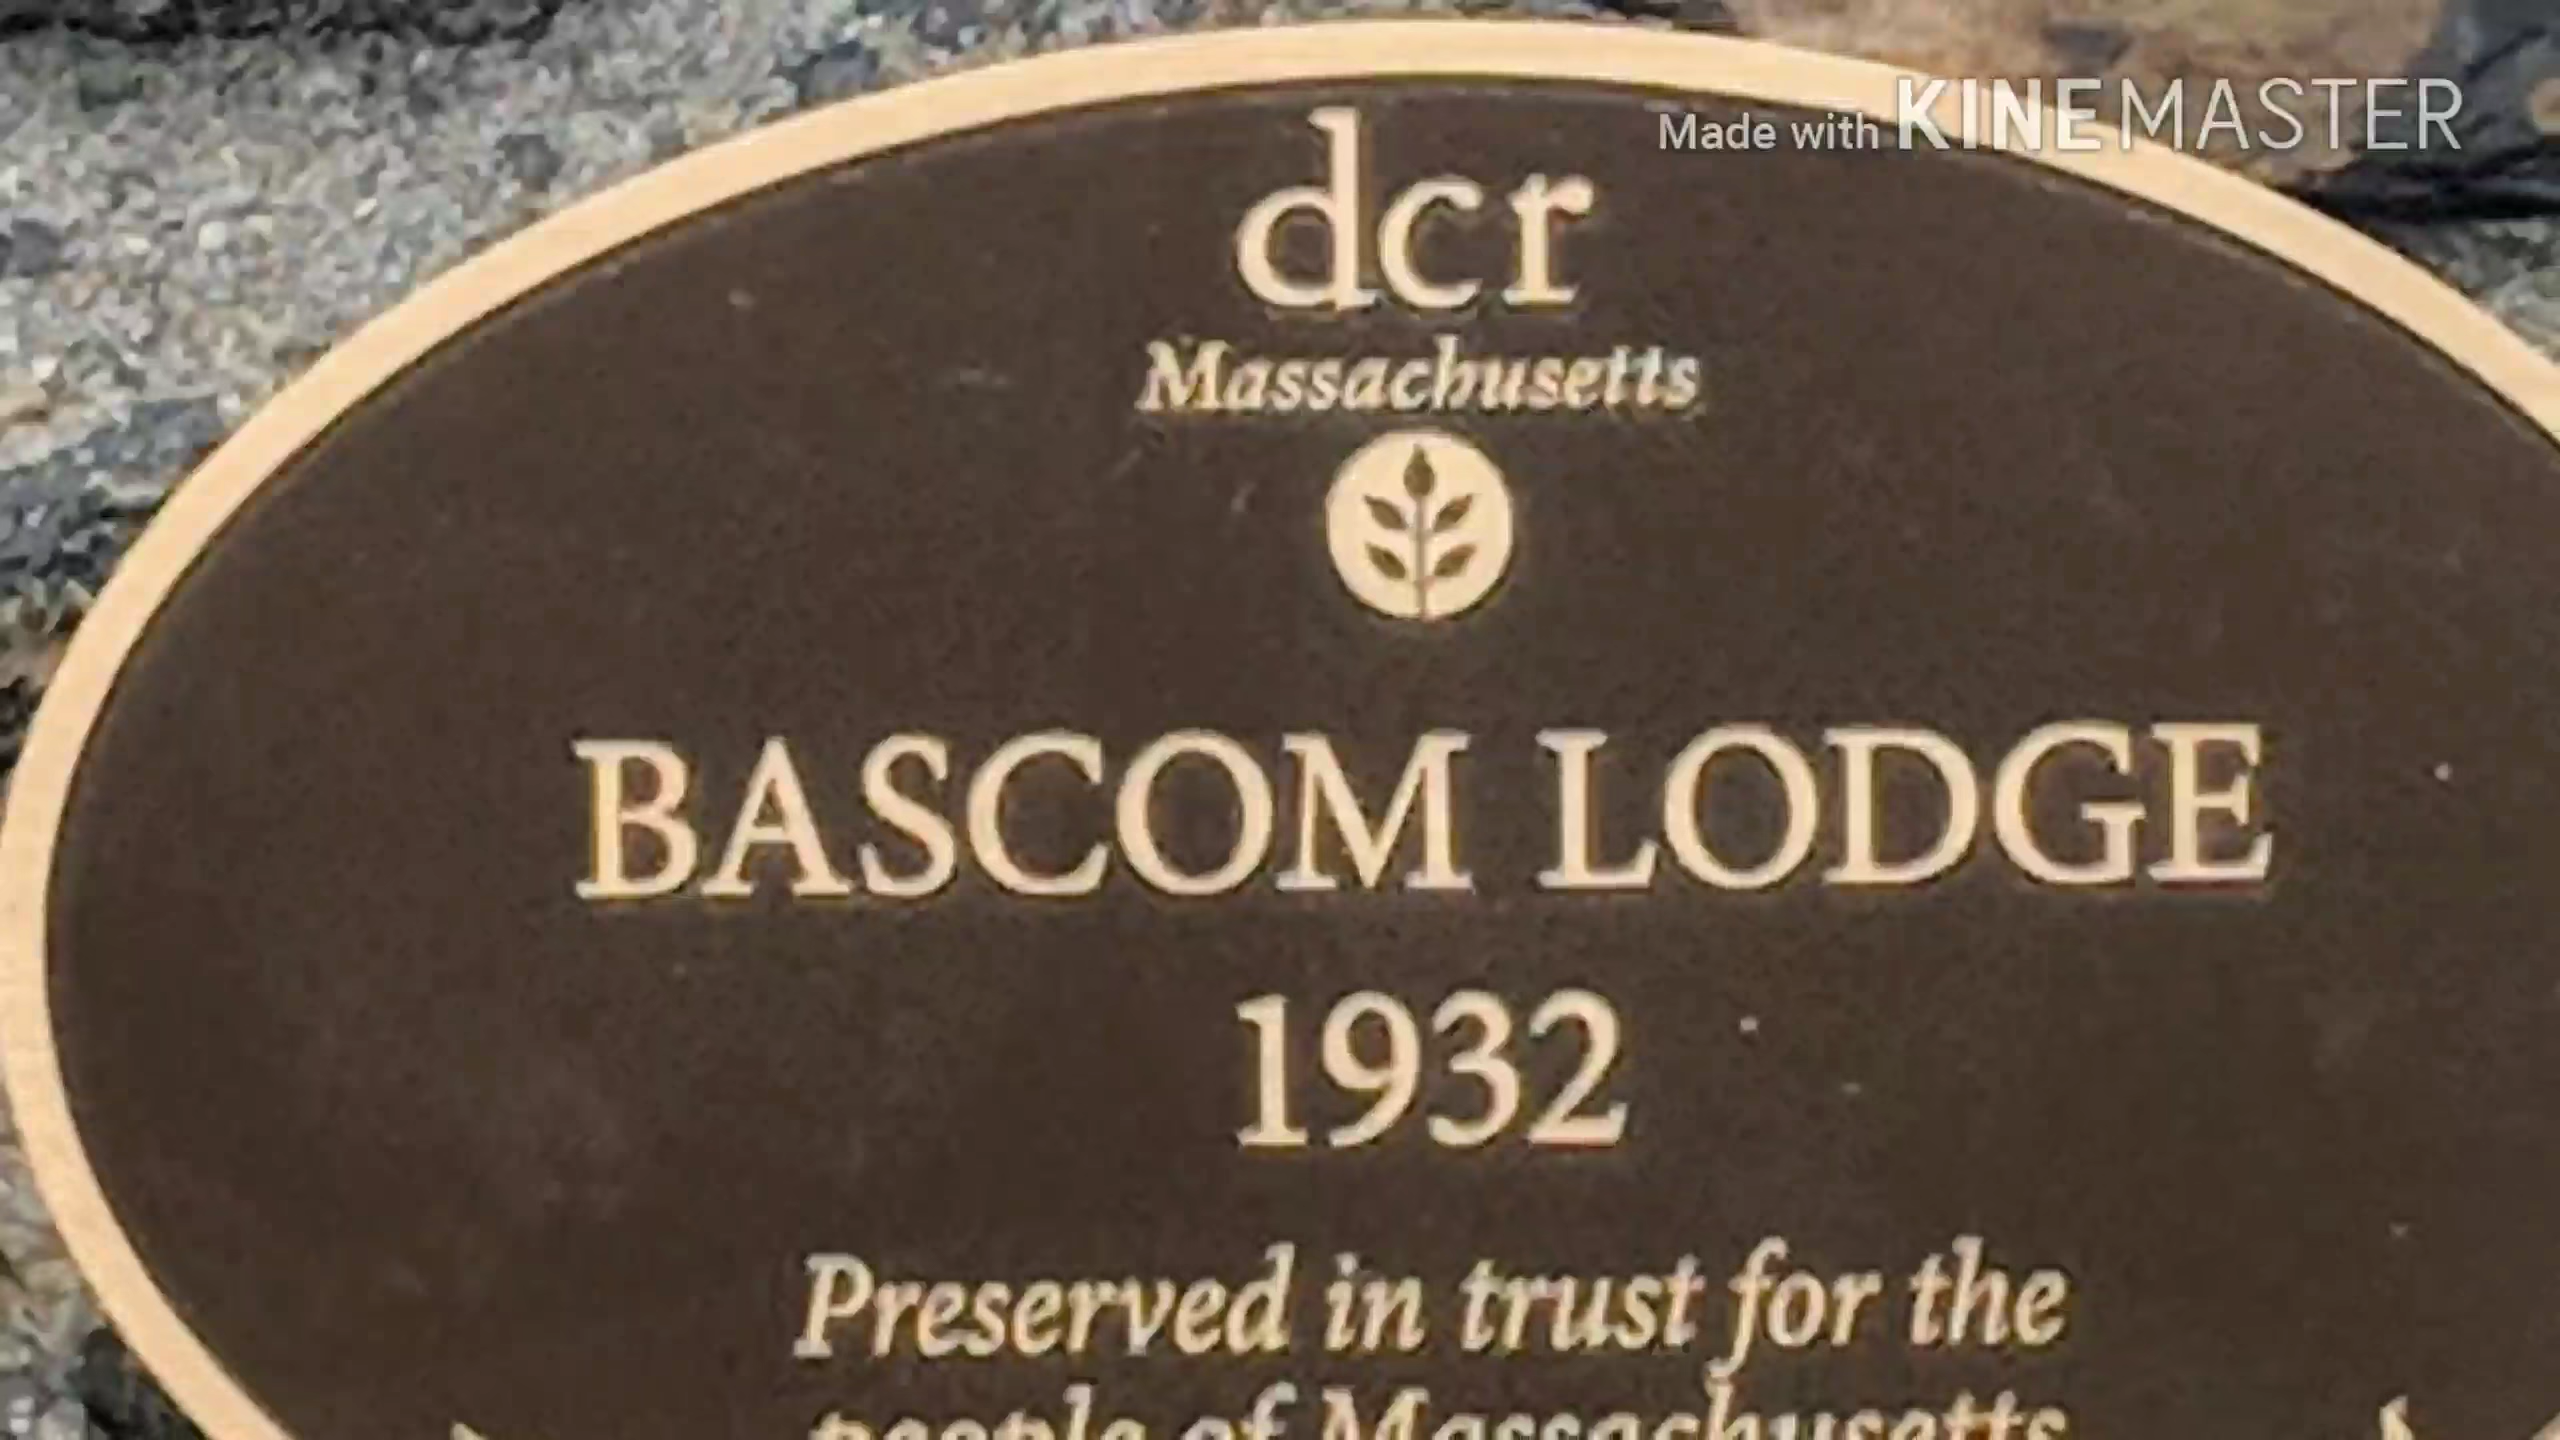 Made with KINEMASTER
dcr
Massachusetts
BASCOM LODGE
1932
Preserved in trust for the
people of Massachusetts